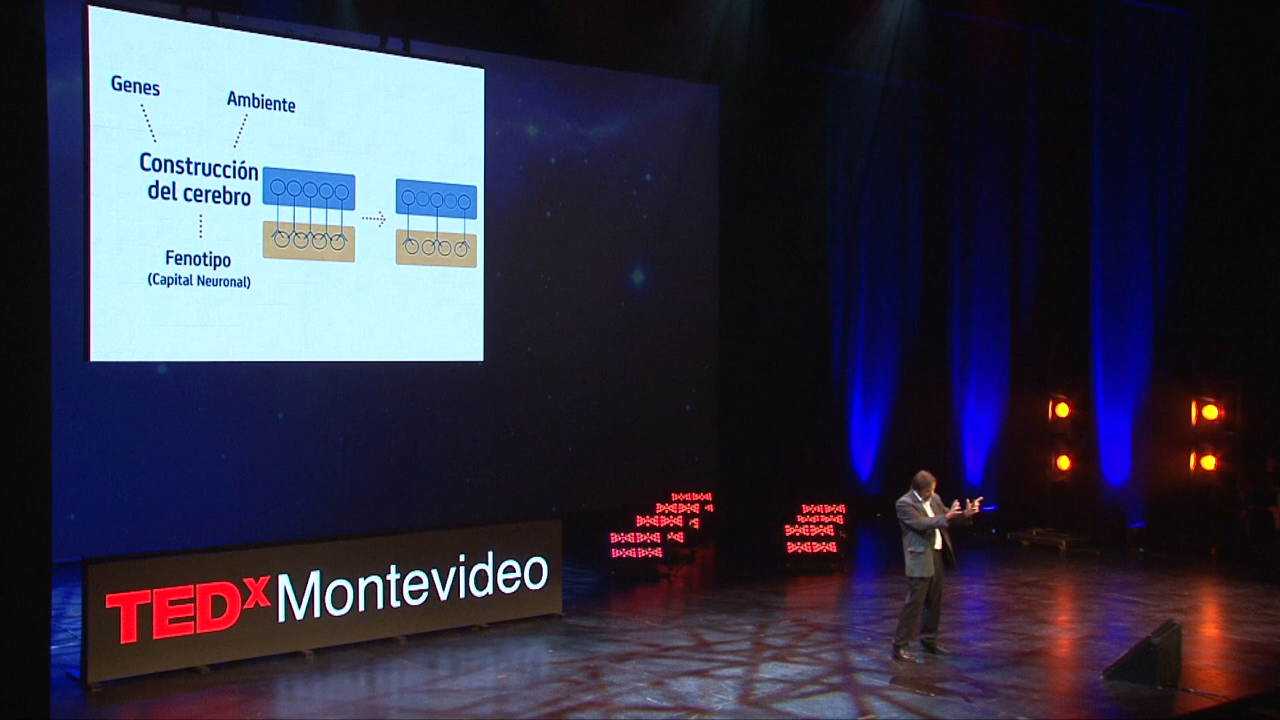 Genes
Ambiente
Construcción
del cerebro
Fenotipo
(Capital Neuronal)
TEDx Montevideo